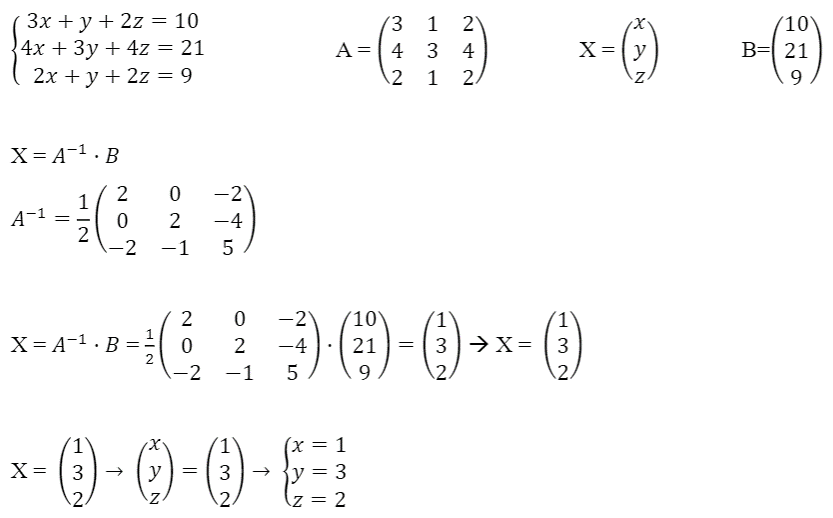 { 3x + y + 2z = 10
4x + 3y + 4z = 21
2x + y + 2z = 9
A = ( 3 1 2
4 3 4
2 1 2 )
X = ( x
y
z )
B= ( 10
21
9 )
X = A⁻¹ · B
A⁻¹ = 1/2 ( 2 0 −2
0 2 −4
−2 −1 5 )
X = A⁻¹ · B = 1/2 ( 2 0 −2
0 2 −4
−2 −1 5 ) · ( 10
21
9 ) = ( 1
3
2 ) → X = ( 1
3
2 )
X = ( 1
3
2 ) → ( x
y
z ) = ( 1
3
2 ) → { x = 1
y = 3
z = 2